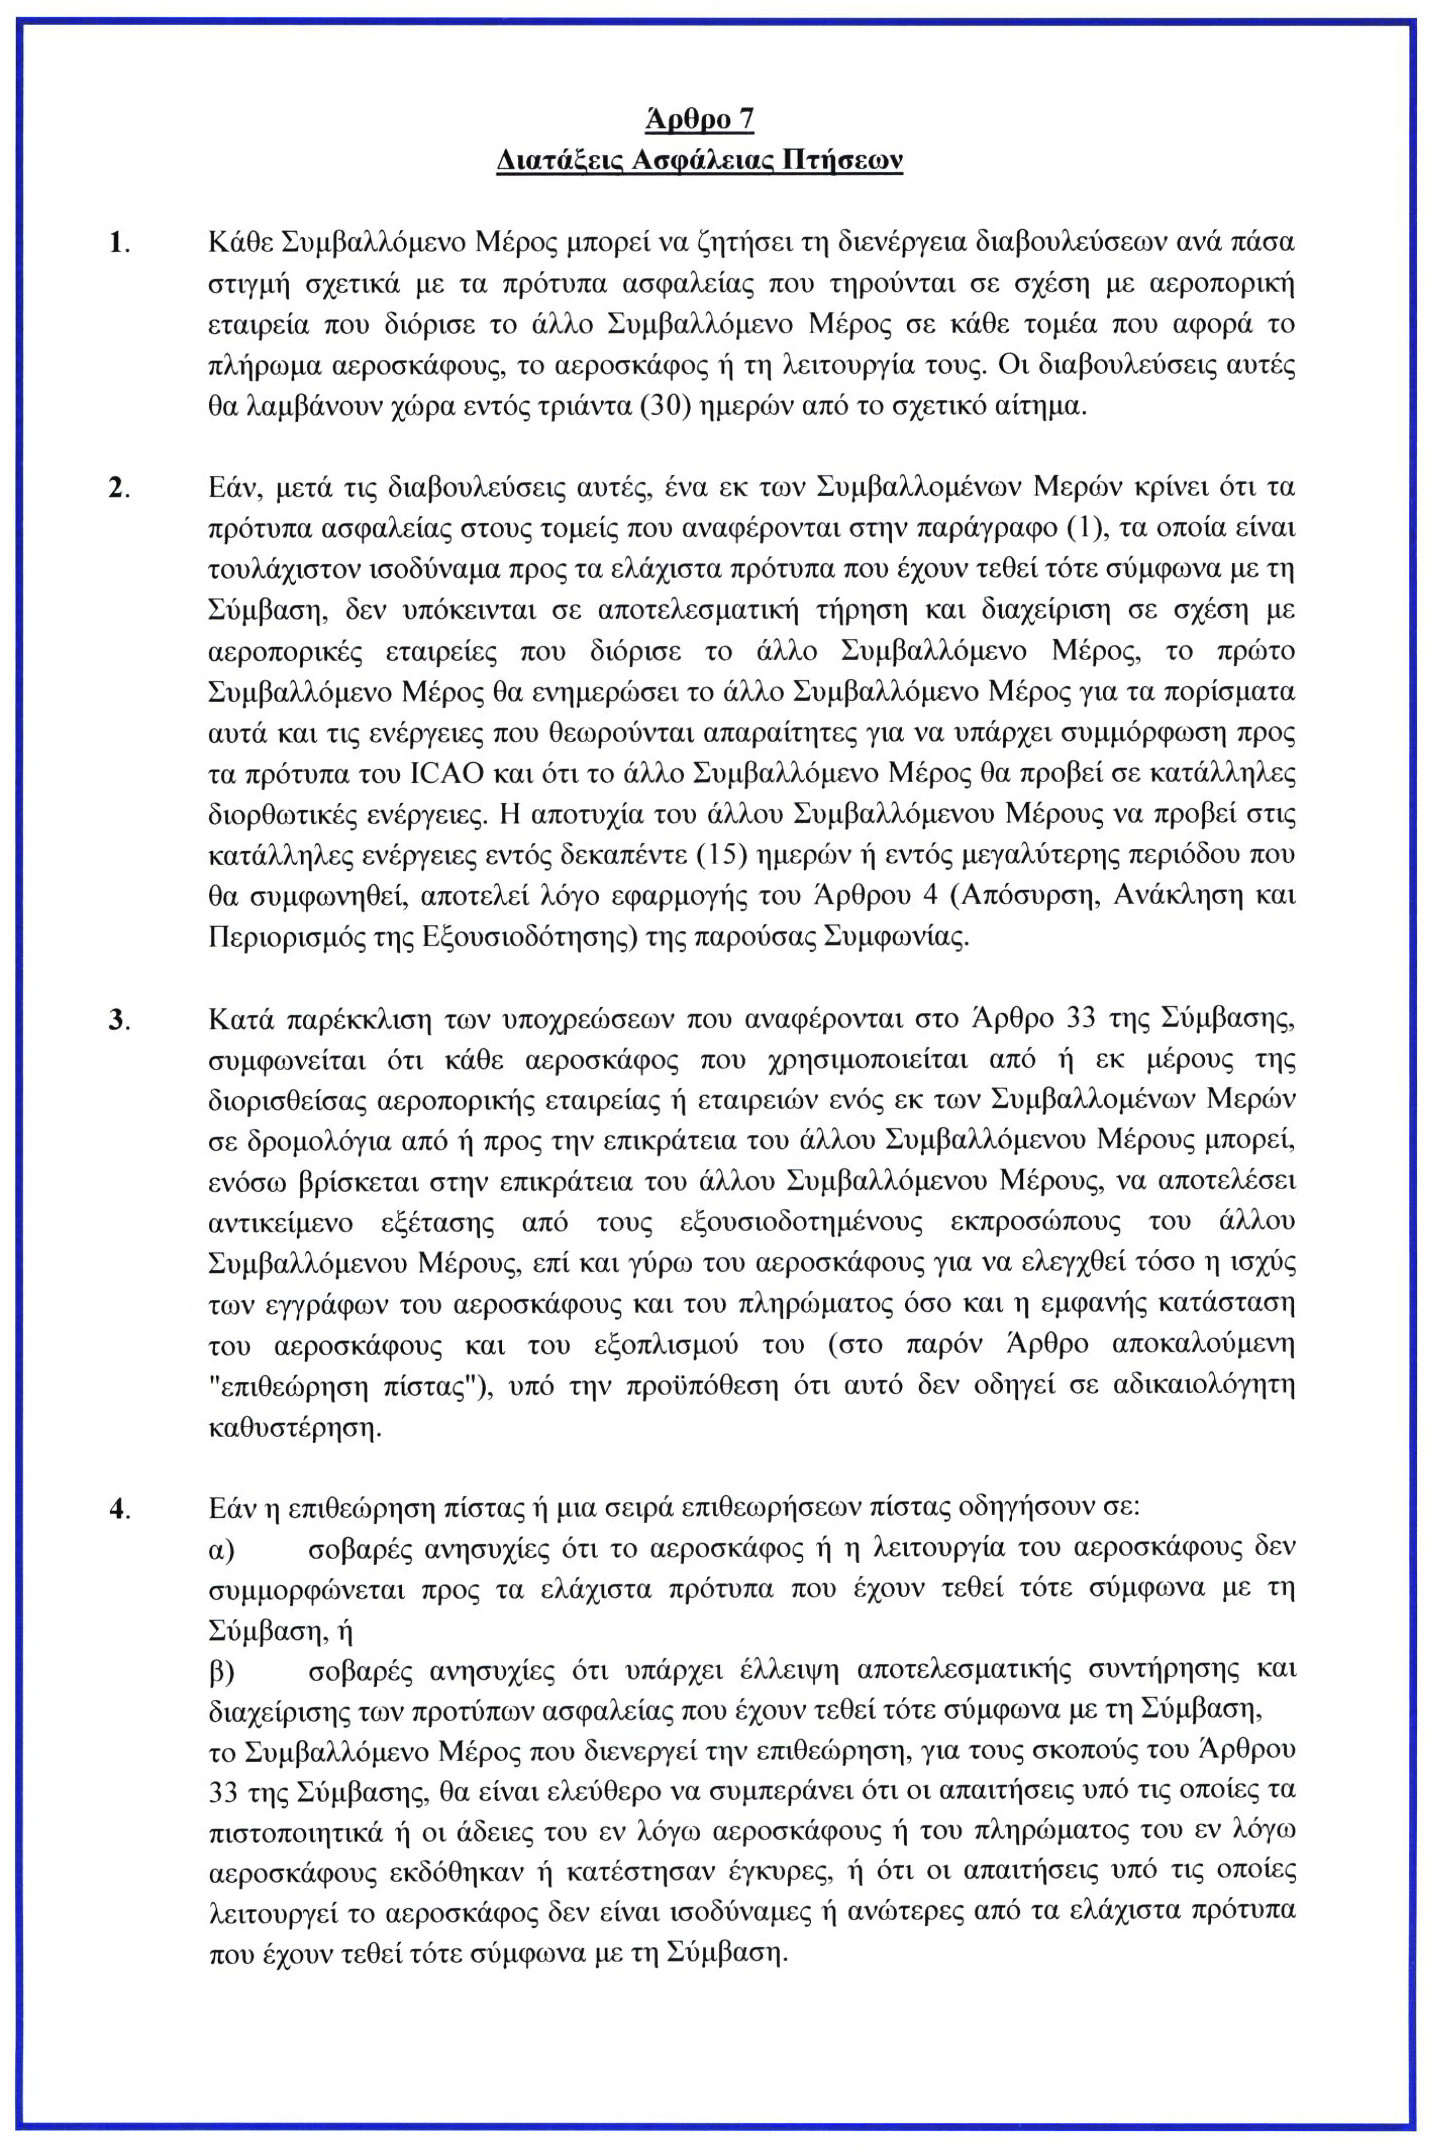 Άρθρο 7
Διατάξεις Ασφάλειας Πτήσεων
1. Κάθε Συμβαλλόμενο Μέρος μπορεί να ζητήσει τη διενέργεια διαβουλεύσεων ανά πάσα
στιγμή σχετικά με τα πρότυπα ασφαλείας που τηρούνται σε σχέση με αεροπορική
εταιρεία που διόρισε το άλλο Συμβαλλόμενο Μέρος σε κάθε τομέα που αφορά το
πλήρωμα αεροσκάφους, το αεροσκάφος ή τη λειτουργία τους. Οι διαβουλεύσεις αυτές
θα λαμβάνουν χώρα εντός τριάντα (30) ημερών από το σχετικό αίτημα.
2. Εάν, μετά τις διαβουλεύσεις αυτές, ένα εκ των Συμβαλλομένων Μερών κρίνει ότι τα
πρότυπα ασφαλείας στους τομείς που αναφέρονται στην παράγραφο (1), τα οποία είναι
τουλάχιστον ισοδύναμα προς τα ελάχιστα πρότυπα που έχουν τεθεί τότε σύμφωνα με τη
Σύμβαση, δεν υπόκεινται σε αποτελεσματική τήρηση και διαχείριση σε σχέση με
αεροπορικές εταιρείες που διόρισε το άλλο Συμβαλλόμενο Μέρος, το πρώτο
Συμβαλλόμενο Μέρος θα ενημερώσει το άλλο Συμβαλλόμενο Μέρος για τα πορίσματα
αυτά και τις ενέργειες που θεωρούνται απαραίτητες για να υπάρχει συμμόρφωση προς
τα πρότυπα του ICAO και ότι το άλλο Συμβαλλόμενο Μέρος θα προβεί σε κατάλληλες
διορθωτικές ενέργειες. Η αποτυχία του άλλου Συμβαλλόμενου Μέρους να προβεί στις
κατάλληλες ενέργειες εντός δεκαπέντε (15) ημερών ή εντός μεγαλύτερης περιόδου που
θα συμφωνηθεί, αποτελεί λόγο εφαρμογής του Άρθρου 4 (Απόσυρση, Ανάκληση και
Περιορισμός της Εξουσιοδότησης) της παρούσας Συμφωνίας.
3. Κατά παρέκκλιση των υποχρεώσεων που αναφέρονται στο Άρθρο 33 της Σύμβασης,
συμφωνείται ότι κάθε αεροσκάφος που χρησιμοποιείται από ή εκ μέρους της
διορισθείσας αεροπορικής εταιρείας ή εταιρειών ενός εκ των Συμβαλλομένων Μερών
σε δρομολόγια από ή προς την επικράτεια του άλλου Συμβαλλόμενου Μέρους μπορεί,
ενόσω βρίσκεται στην επικράτεια του άλλου Συμβαλλόμενου Μέρους, να αποτελέσει
αντικείμενο εξέτασης από τους εξουσιοδοτημένους εκπροσώπους του άλλου
Συμβαλλόμενου Μέρους, επί και γύρω του αεροσκάφους για να ελεγχθεί τόσο η ισχύς
των εγγράφων του αεροσκάφους και του πληρώματος όσο και η εμφανής κατάσταση
του αεροσκάφους και του εξοπλισμού του (στο παρόν Άρθρο αποκαλούμενη
"επιθεώρηση πίστας"), υπό την προϋπόθεση ότι αυτό δεν οδηγεί σε αδικαιολόγητη
καθυστέρηση.
4. Εάν η επιθεώρηση πίστας ή μια σειρά επιθεωρήσεων πίστας οδηγήσουν σε:
α) σοβαρές ανησυχίες ότι το αεροσκάφος ή η λειτουργία του αεροσκάφους δεν
συμμορφώνεται προς τα ελάχιστα πρότυπα που έχουν τεθεί τότε σύμφωνα με τη
Σύμβαση, ή
β) σοβαρές ανησυχίες ότι υπάρχει έλλειψη αποτελεσματικής συντήρησης και
διαχείρισης των προτύπων ασφαλείας που έχουν τεθεί τότε σύμφωνα με τη Σύμβαση,
το Συμβαλλόμενο Μέρος που διενεργεί την επιθεώρηση, για τους σκοπούς του Άρθρου
33 της Σύμβασης, θα είναι ελεύθερο να συμπεράνει ότι οι απαιτήσεις υπό τις οποίες τα
πιστοποιητικά ή οι άδειες του εν λόγω αεροσκάφους ή του πληρώματος του εν λόγω
αεροσκάφους εκδόθηκαν ή κατέστησαν έγκυρες, ή ότι οι απαιτήσεις υπό τις οποίες
λειτουργεί το αεροσκάφος δεν είναι ισοδύναμες ή ανώτερες από τα ελάχιστα πρότυπα
που έχουν τεθεί τότε σύμφωνα με τη Σύμβαση.